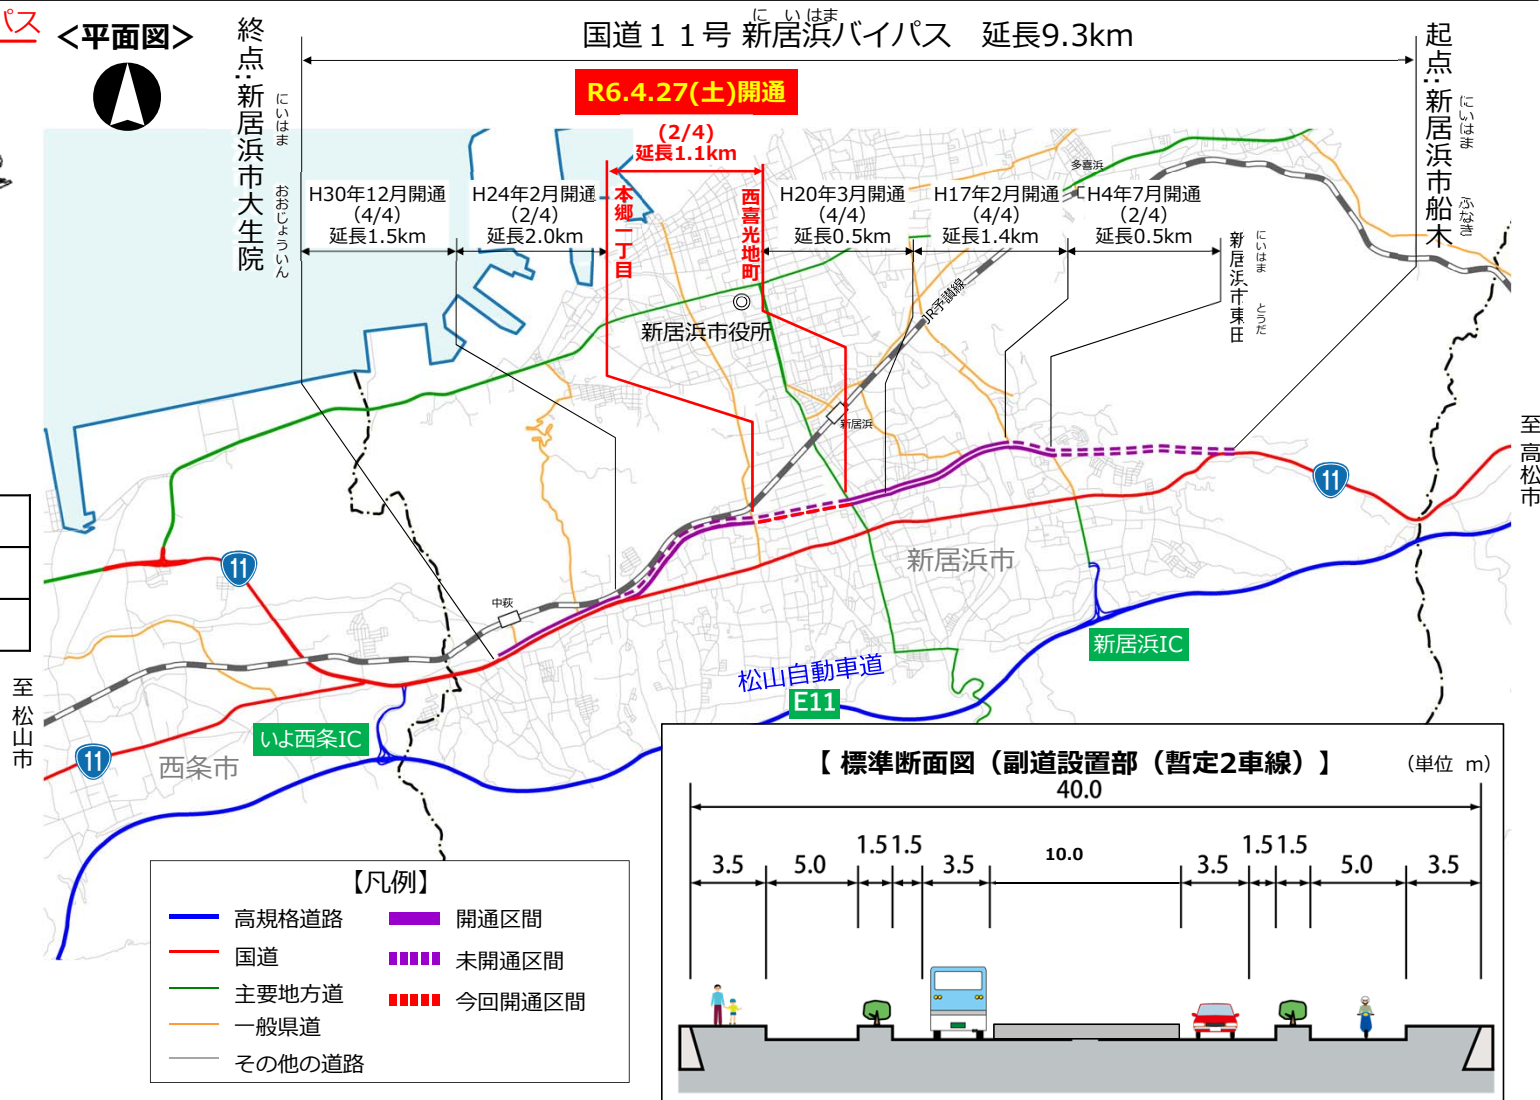 パス
<平面図>
国道１１号 新居浜バイパス　延長9.3km
にいはま
終点：新居浜市大生院
にいはま
おおじょういん
起点：新居浜市船木
にいはま
ふなき
R6.4.27(土)開通
(2/4)
延長1.1km
H30年12月開通
（4/4）
延長1.5km
H24年2月開通
（2/4）
延長2.0km
本郷一丁目
西喜光地町
H20年3月開通
（4/4）
延長0.5km
H17年2月開通
（4/4）
延長1.4km
H4年7月開通
（2/4）
延長0.5km
新居浜市東田
にいはま
とうだ
多喜浜
新居浜市役所
JR予讃線
新居浜
中萩
11
11
11
新居浜市
西条市
至 高松市
至 松山市
新居浜IC
いよ西条IC
松山自動車道
E11
【凡例】
高規格道路
国道
主要地方道
一般県道
その他の道路
開通区間
未開通区間
今回開通区間
【 標準断面図（副道設置部（暫定2車線）】
（単位 m）
40.0
3.5 5.0 1.5 1.5 3.5 10.0 3.5 1.5 1.5 5.0 3.5